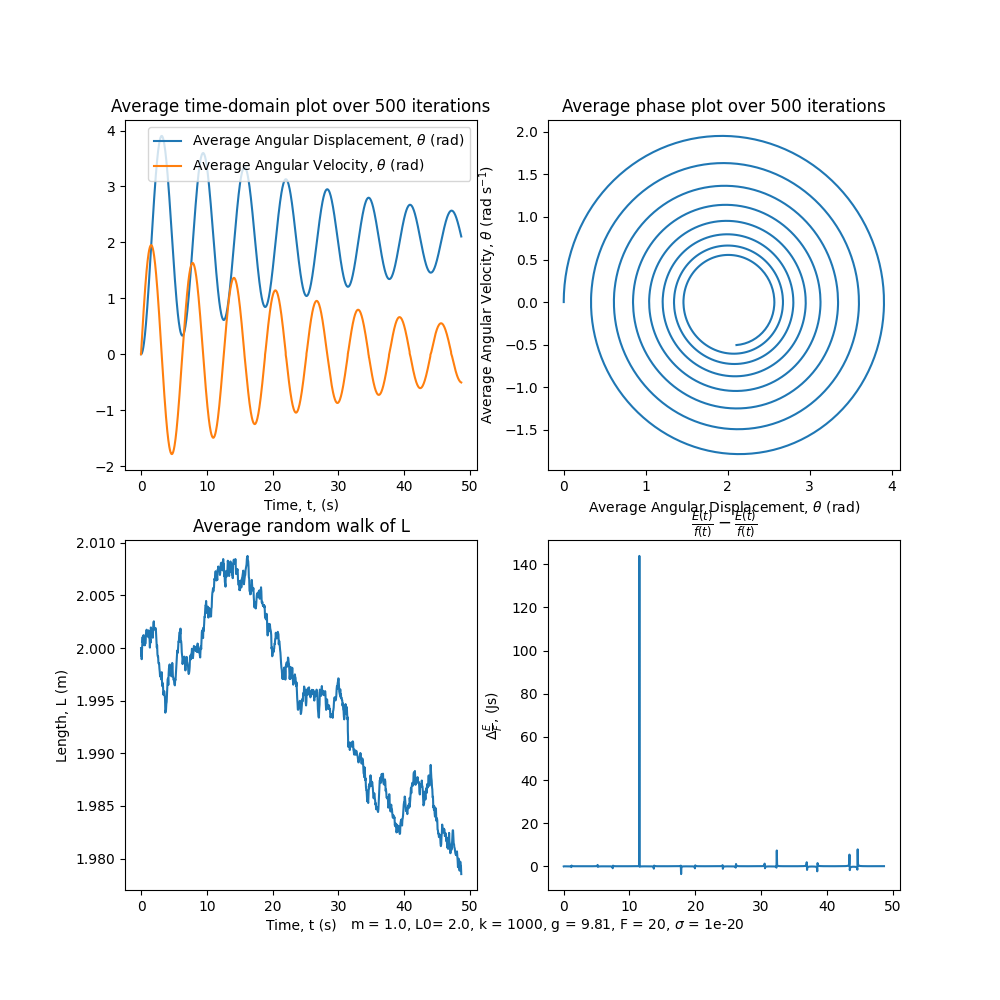 Average time-domain plot over 500 iterations
4
3
2
1
0
−1
−2
Average Angular Displacement, θ (rad)
Average Angular Velocity, θ (rad)
0 10 20 30 40 50
Time, t, (s)
Average phase plot over 500 iterations
Average Angular Velocity, θ (rad s⁻¹)
2.0
1.5
1.0
0.5
0.0
−0.5
−1.0
−1.5
0 1 2 3 4
Average Angular Displacement, θ (rad)
Average random walk of L
Length, L (m)
2.010
2.005
2.000
1.995
1.990
1.985
1.980
0 10 20 30 40 50
Time, t (s)
E(t)/f(t) − E(t)/f(t)
Δ E/F, (Js)
140
120
100
80
60
40
20
0
0 10 20 30 40 50
m = 1.0, L0= 2.0, k = 1000, g = 9.81, F = 20, σ = 1e-20